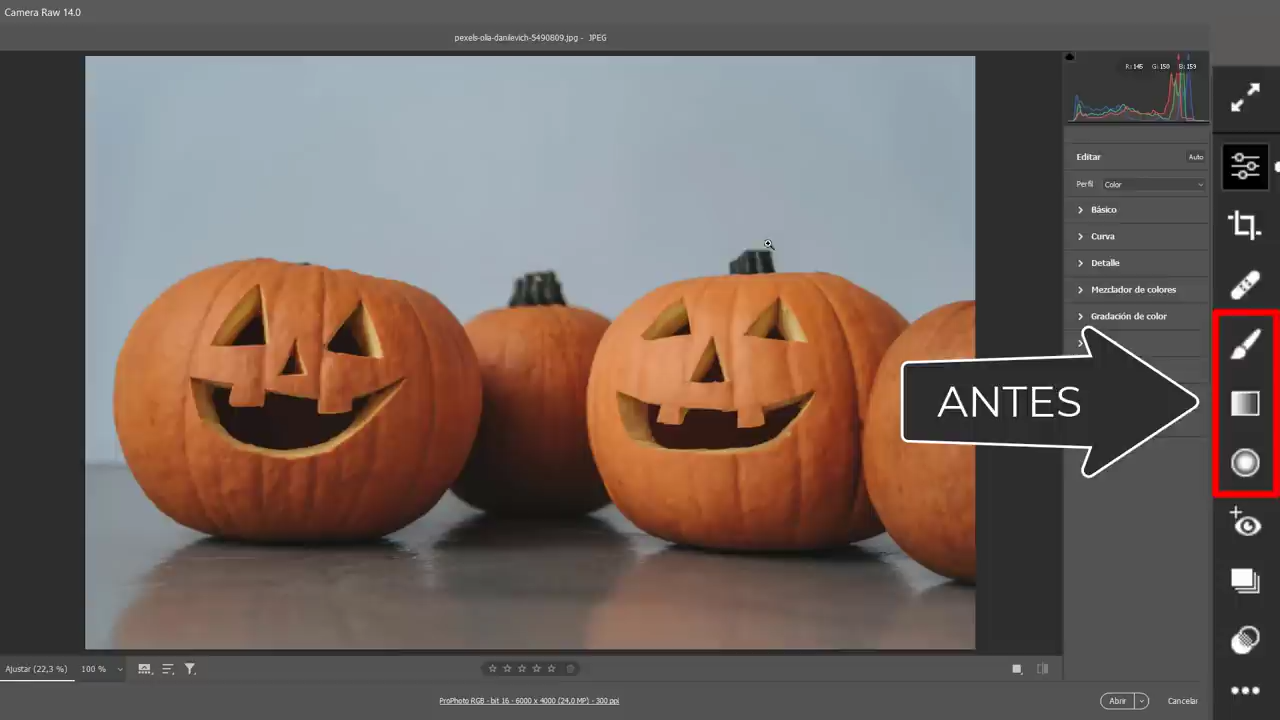 Camera Raw 14.0
pexels-olia-danilevich-5490809.jpg - JPEG
R: 145 G: 150 B: 159
Editar
Auto
Perfil
Color
Básico
Curva
Detalle
Mezclador de colores
Gradación de color
ANTES
Ajustar (22,3 %)
100 %
ProPhoto RGB - bit 16 - 6000 x 4000 (24,0 MP) - 300 ppi
Abrir
Cancelar